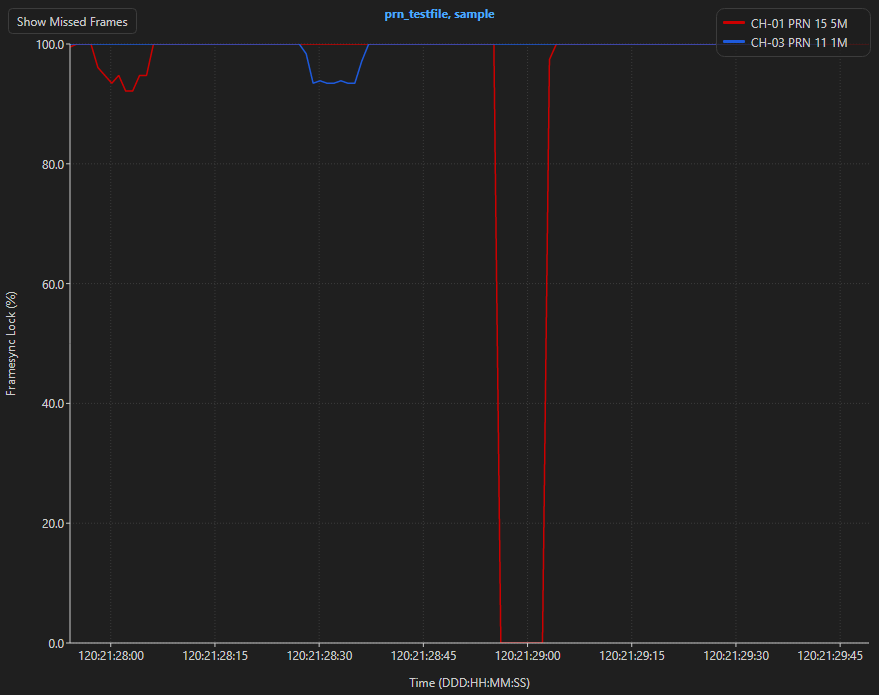 Show Missed Frames
prn_testfile, sample
CH-01 PRN 15 5M
CH-03 PRN 11 1M
Framesync Lock (%)
100.0
80.0
60.0
40.0
20.0
0.0
120:21:28:00
120:21:28:15
120:21:28:30
120:21:28:45
120:21:29:00
120:21:29:15
120:21:29:30
120:21:29:45
Time (DDD:HH:MM:SS)